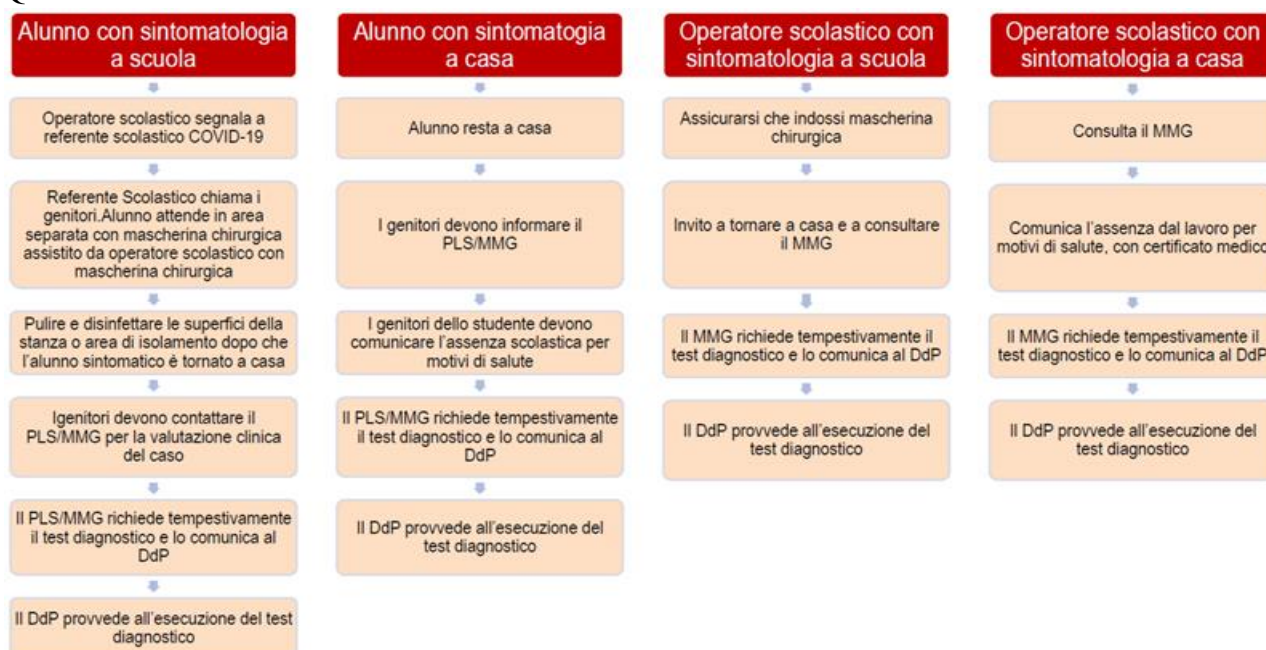 Alunno con sintomatologia
a scuola
Operatore scolastico segnala a
referente scolastico COVID-19
Referente Scolastico chiama i
genitori.Alunno attende in area
separata con mascherina chirurgica
assistito da operatore scolastico con
mascherina chirurgica
Pulire e disinfettare le superfici della
stanza o area di isolamento dopo che
l'alunno sintomatico è tornato a casa
Igenitori devono contattare il
PLS/MMG per la valutazione clinica
del caso
Il PLS/MMG richiede tempestivamente
il test diagnostico e lo comunica al
DdP
Il DdP provvede all'esecuzione del test
diagnostico
Alunno con sintomatogia
a casa
Alunno resta a casa
I genitori devono informare il
PLS/MMG
I genitori dello studente devono
comunicare l'assenza scolastica per
motivi di salute
Il PLS/MMG richiede tempestivamente
il test diagnostico e lo comunica al
DdP
Il DdP provvede all'esecuzione del
test diagnostico
Operatore scolastico con
sintomatologia a scuola
Assicurarsi che indossi mascherina
chirurgica
Invito a tornare a casa e a consultare
il MMG
Il MMG richiede tempestivamente il
test diagnostico e lo comunica al DdP
Il DdP provvede all'esecuzione del
test diagnostico
Operatore scolastico con
sintomatologia a casa
Consulta il MMG
Comunica l'assenza dal lavoro per
motivi di salute, con certificato medico
Il MMG richiede tempestivamente il
test diagnostico e lo comunica al DdP
Il DdP provvede all'esecuzione del
test diagnostico